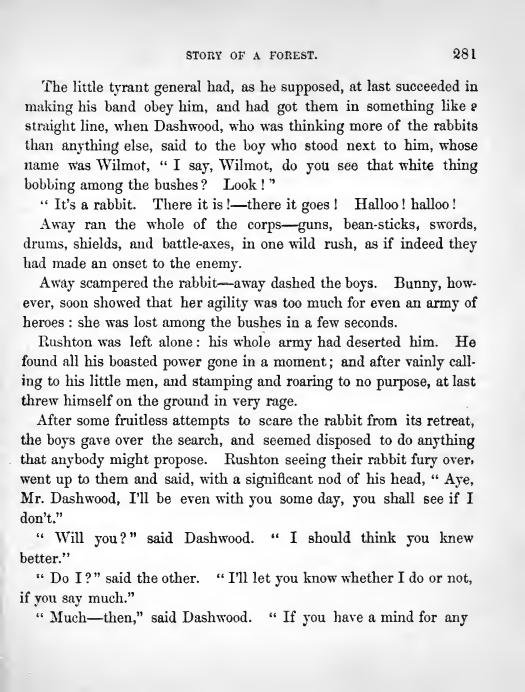 STORY OF A FOREST. 281
The little tyrant general had, as he supposed, at last succeeded in
making his band obey him, and had got them in something like a
straight line, when Dashwood, who was thinking more of the rabbits
than anything else, said to the boy who stood next to him, whose
name was Wilmot, “ I say, Wilmot, do you see that white thing
bobbing among the bushes ? Look ! ”
“ It’s a rabbit. There it is !—there it goes ! Halloo ! halloo !
Away ran the whole of the corps—guns, bean-sticks, swords,
drums, shields, and battle-axes, in one wild rush, as if indeed they
had made an onset to the enemy.
Away scampered the rabbit—away dashed the boys. Bunny, how-
ever, soon showed that her agility was too much for even an army of
heroes : she was lost among the bushes in a few seconds.
Rushton was left alone : his whole army had deserted him. He
found all his boasted power gone in a moment ; and after vainly call-
ing to his little men, and stamping and roaring to no purpose, at last
threw himself on the ground in very rage.
After some fruitless attempts to scare the rabbit from its retreat,
the boys gave over the search, and seemed disposed to do anything
that anybody might propose. Rushton seeing their rabbit fury over,
went up to them and said, with a significant nod of his head, “ Aye,
Mr. Dashwood, I’ll be even with you some day, you shall see if I
don’t.”
“ Will you ? ” said Dashwood. “ I should think you knew
better.”
“ Do I ? ” said the other. “ I’ll let you know whether I do or not,
if you say much.”
“ Much—then,” said Dashwood. “ If you have a mind for any